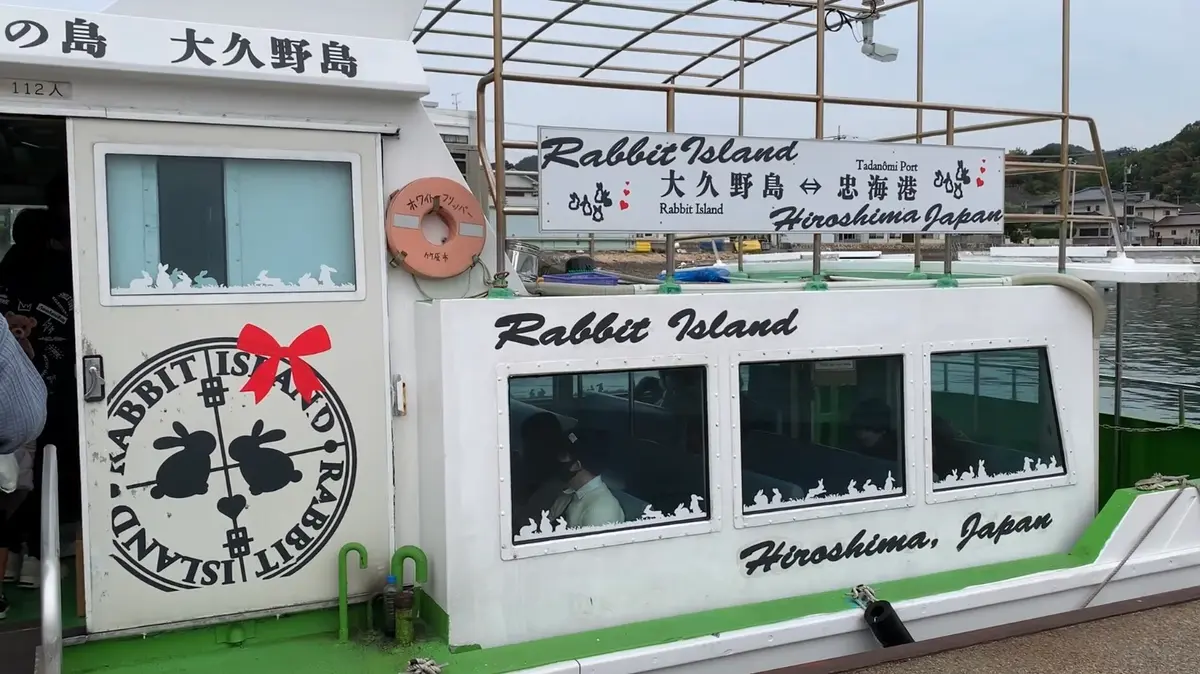 の島 大久野島
112人
ホワイトフリッパー
Rabbit Island
大久野島⇔忠海港
Tadanômi Port
Rabbit Island
Hiroshima Japan
Rabbit Island
Hiroshima, Japan
RABBIT ISLAND
RABBIT ISLAND